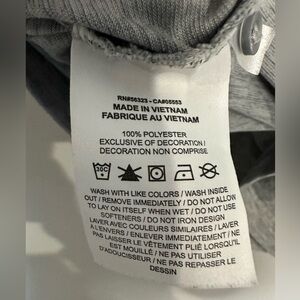 RN#56323 - CA#05553
MADE IN VIETNAM
FABRIQUE AU VIETNAM
100% POLYESTER
EXCLUSIVE OF DECORATION /
DECORATION NON COMPRISE
30C
WASH WITH LIKE COLORS / WASH INSIDE
OUT / REMOVE IMMEDIATELY / DO NOT ALLOW
TO LAY ON ITSELF WHEN WET / DO NOT USE
SOFTENERS / DO NOT IRON DESIGN
LAVER AVEC COULEURS SIMILAIRES / LAVER
A L'ENVERS / ENLEVER IMMEDIATEMENT / NE
PAS LAISSER LE VÊTEMENT PLIÉ LORSQU'IL
EST MOUILLÉ / NE PAS UTILISER
D'ADOUCISSEUR / NE PAS REPASSER LE
DESSIN